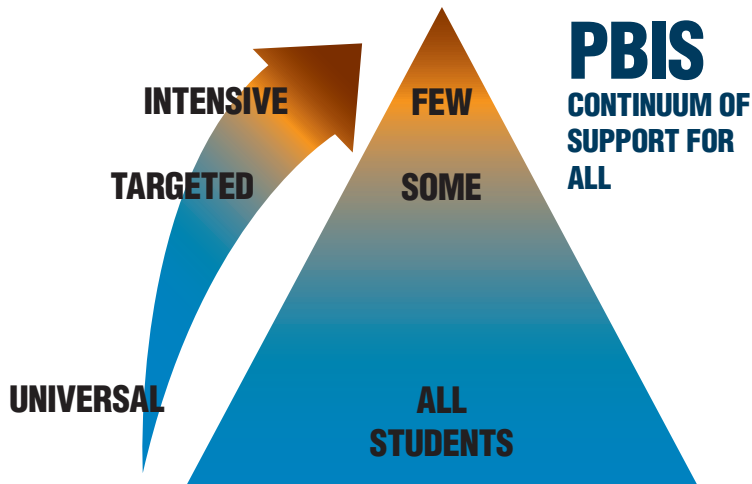 PBIS
CONTINUUM OF
SUPPORT FOR
ALL
INTENSIVE
FEW
TARGETED
SOME
UNIVERSAL
ALL
STUDENTS